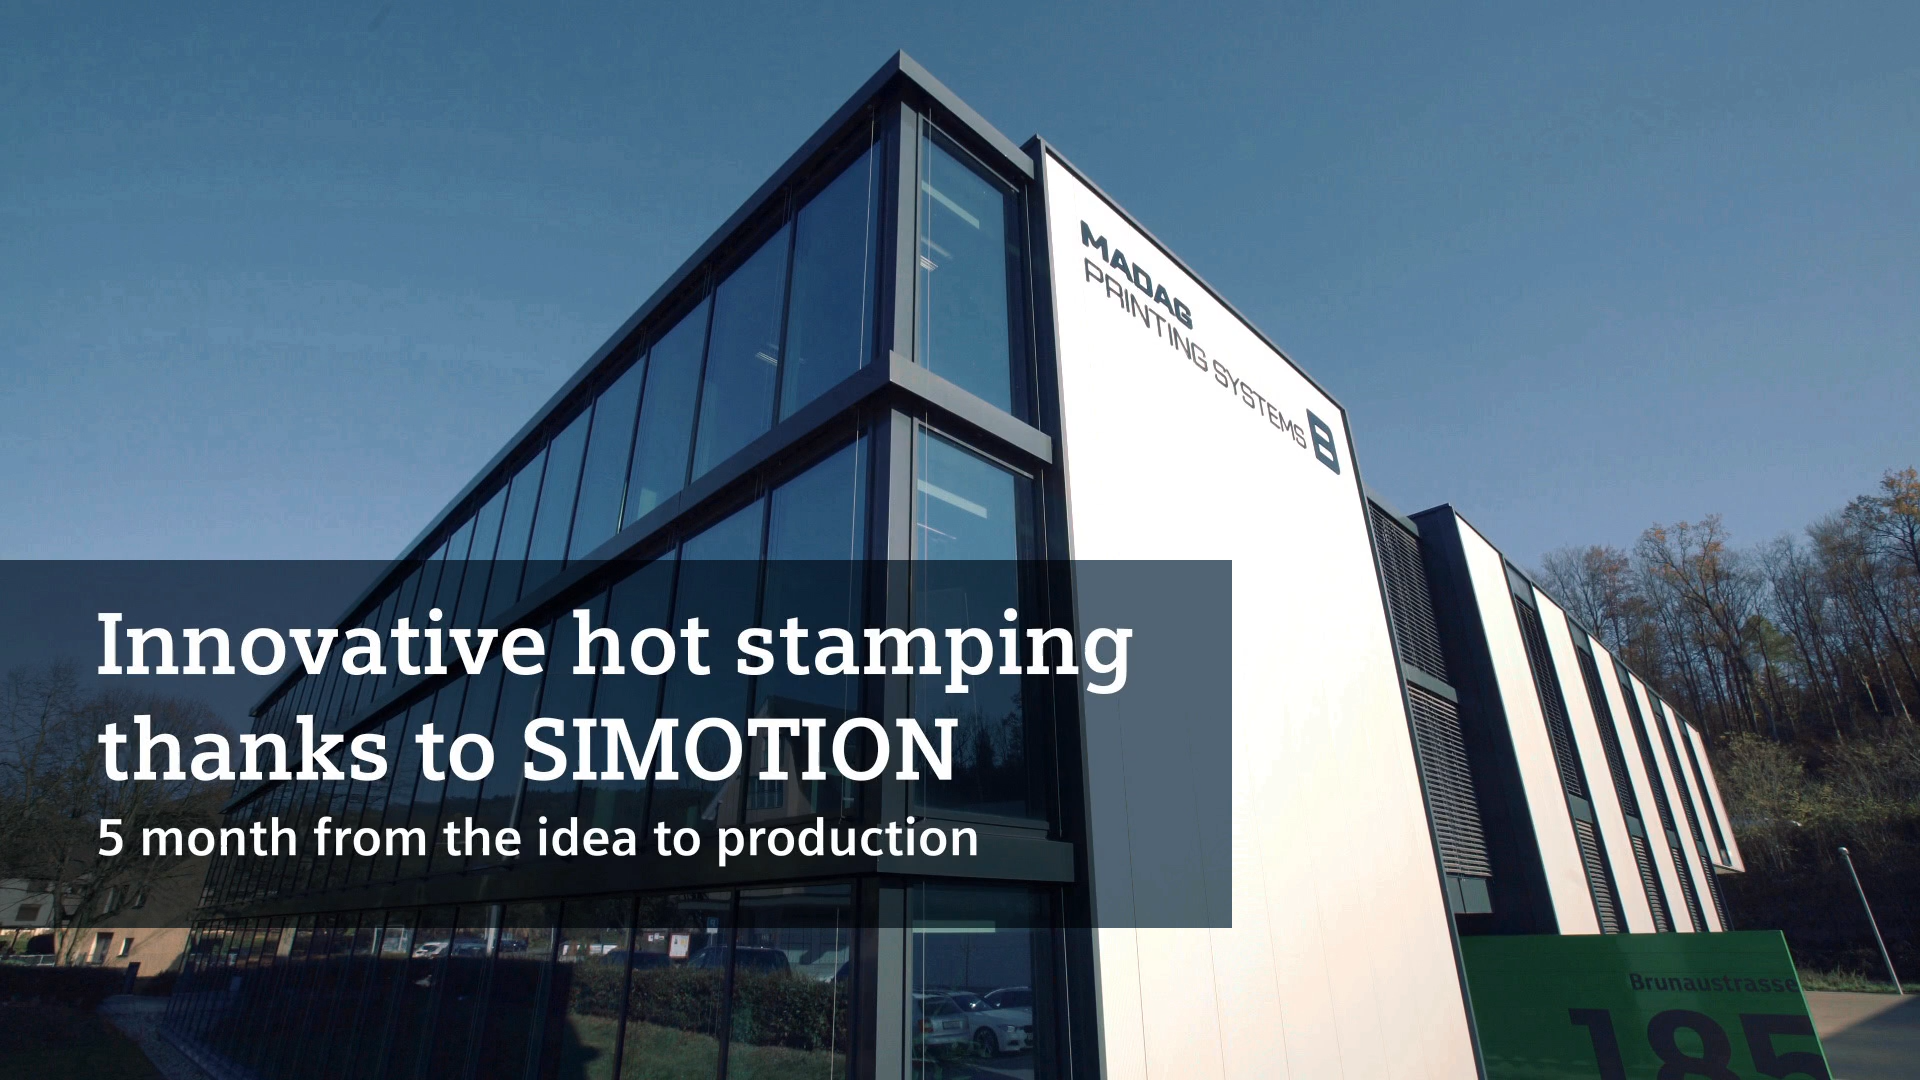 MADAG
PRINTING SYSTEMS B
Innovative hot stamping
thanks to SIMOTION
5 month from the idea to production
Brunaustrasse
185